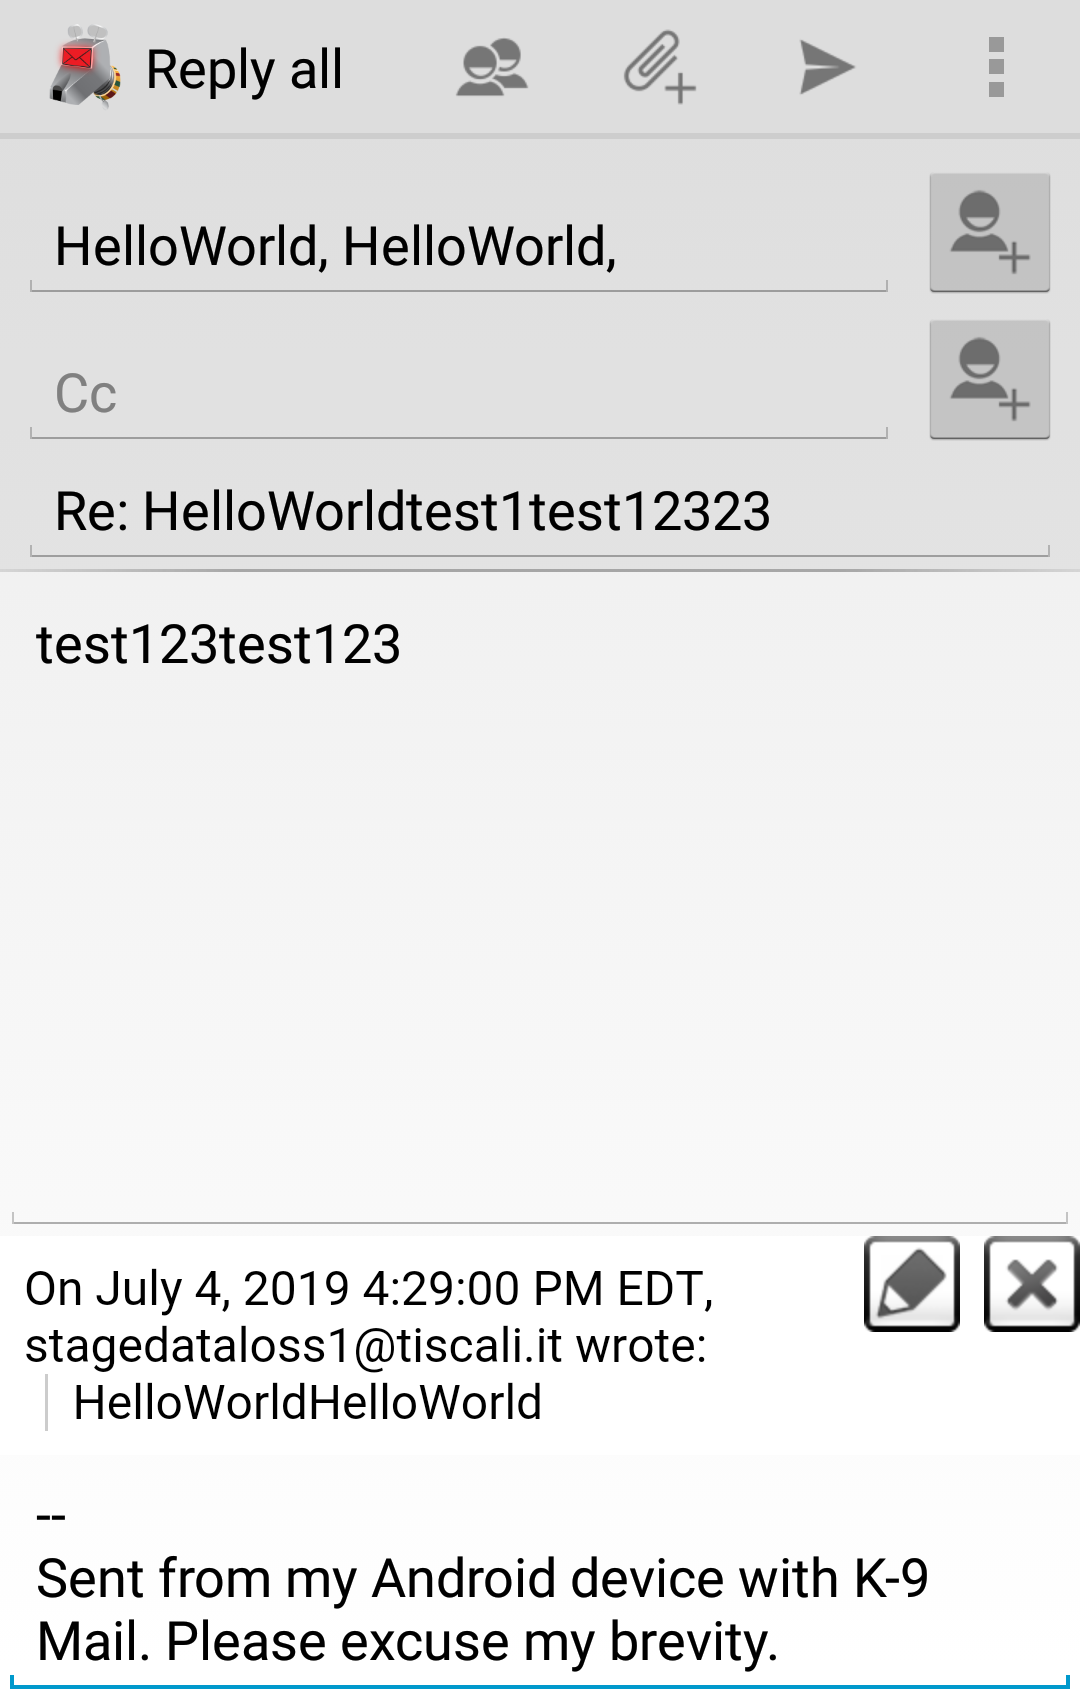 Reply all
HelloWorld, HelloWorld,
Cc
Re: HelloWorldtest1test12323
test123test123
On July 4, 2019 4:29:00 PM EDT,
stagedataloss1@tiscali.it wrote:
HelloWorldHelloWorld
--
Sent from my Android device with K-9
Mail. Please excuse my brevity.